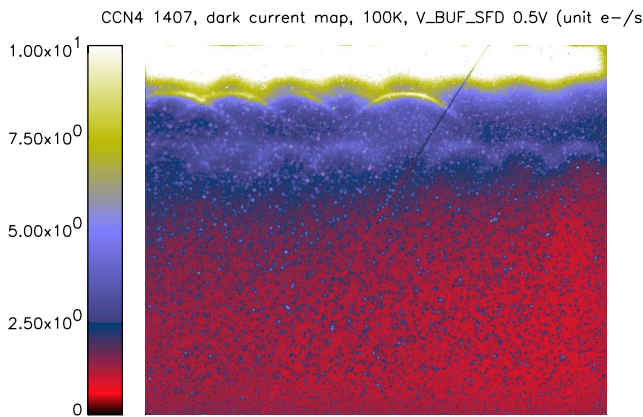 CCN4 1407, dark current map, 100K, V_BUF_SFD 0.5V (unit e-/s
1.00x10¹
7.50x10⁰
5.00x10⁰
2.50x10⁰
0